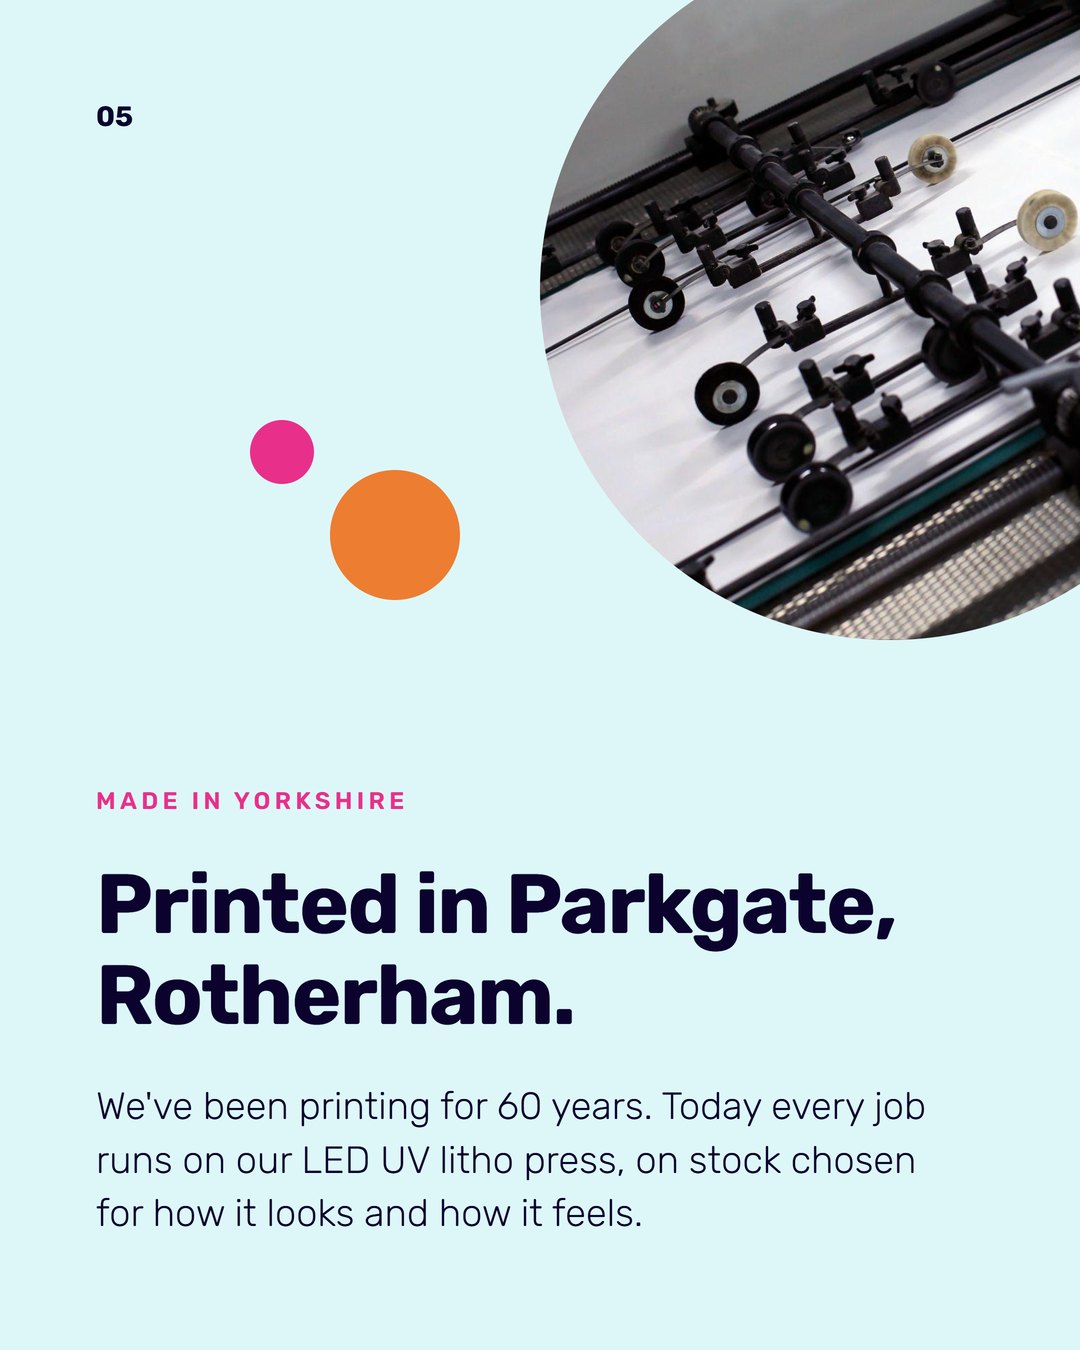 05
MADE IN YORKSHIRE
Printed in Parkgate,
Rotherham.
We've been printing for 60 years. Today every job
runs on our LED UV litho press, on stock chosen
for how it looks and how it feels.